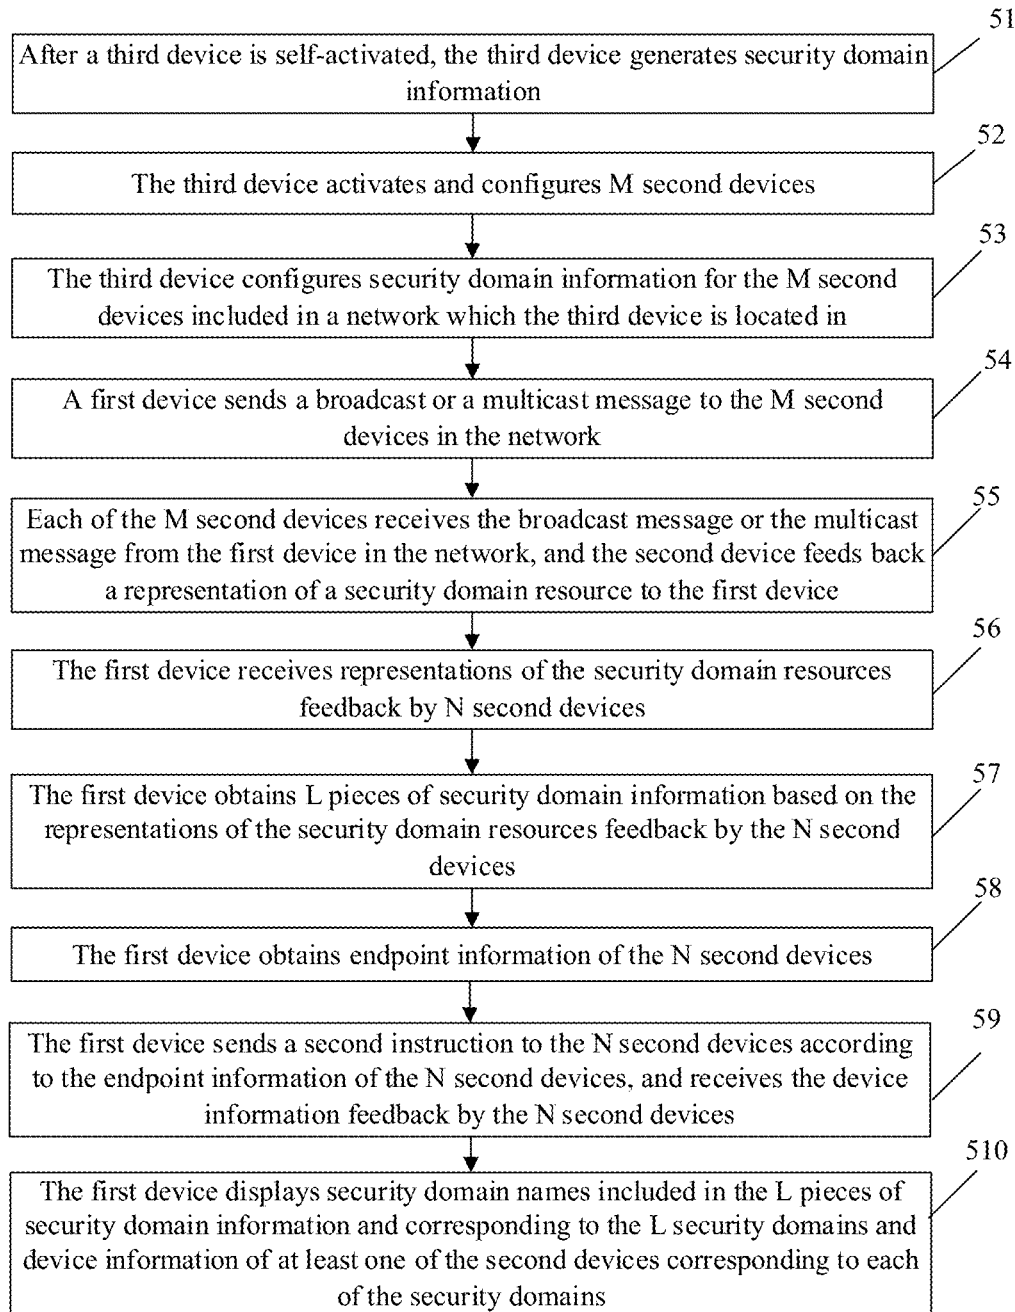 51
After a third device is self-activated, the third device generates security domain
information
52
The third device activates and configures M second devices
53
The third device configures security domain information for the M second
devices included in a network which the third device is located in
54
A first device sends a broadcast or a multicast message to the M second
devices in the network
55
Each of the M second devices receives the broadcast message or the multicast
message from the first device in the network, and the second device feeds back
a representation of a security domain resource to the first device
56
The first device receives representations of the security domain resources
feedback by N second devices
57
The first device obtains L pieces of security domain information based on the
representations of the security domain resources feedback by the N second
devices
58
The first device obtains endpoint information of the N second devices
59
The first device sends a second instruction to the N second devices according
to the endpoint information of the N second devices, and receives the device
information feedback by the N second devices
510
The first device displays security domain names included in the L pieces of
security domain information and corresponding to the L security domains and
device information of at least one of the second devices corresponding to each
of the security domains